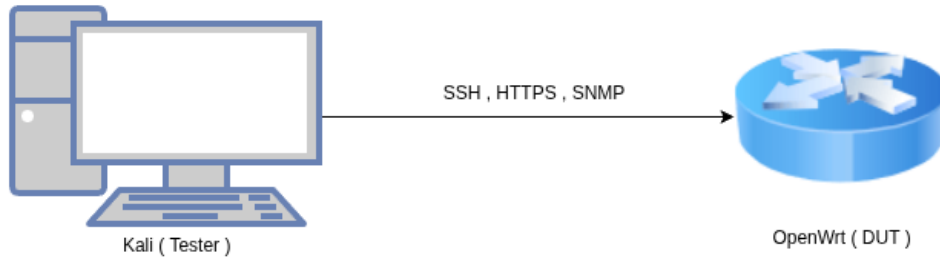 SSH , HTTPS , SNMP
Kali ( Tester )
OpenWrt ( DUT )